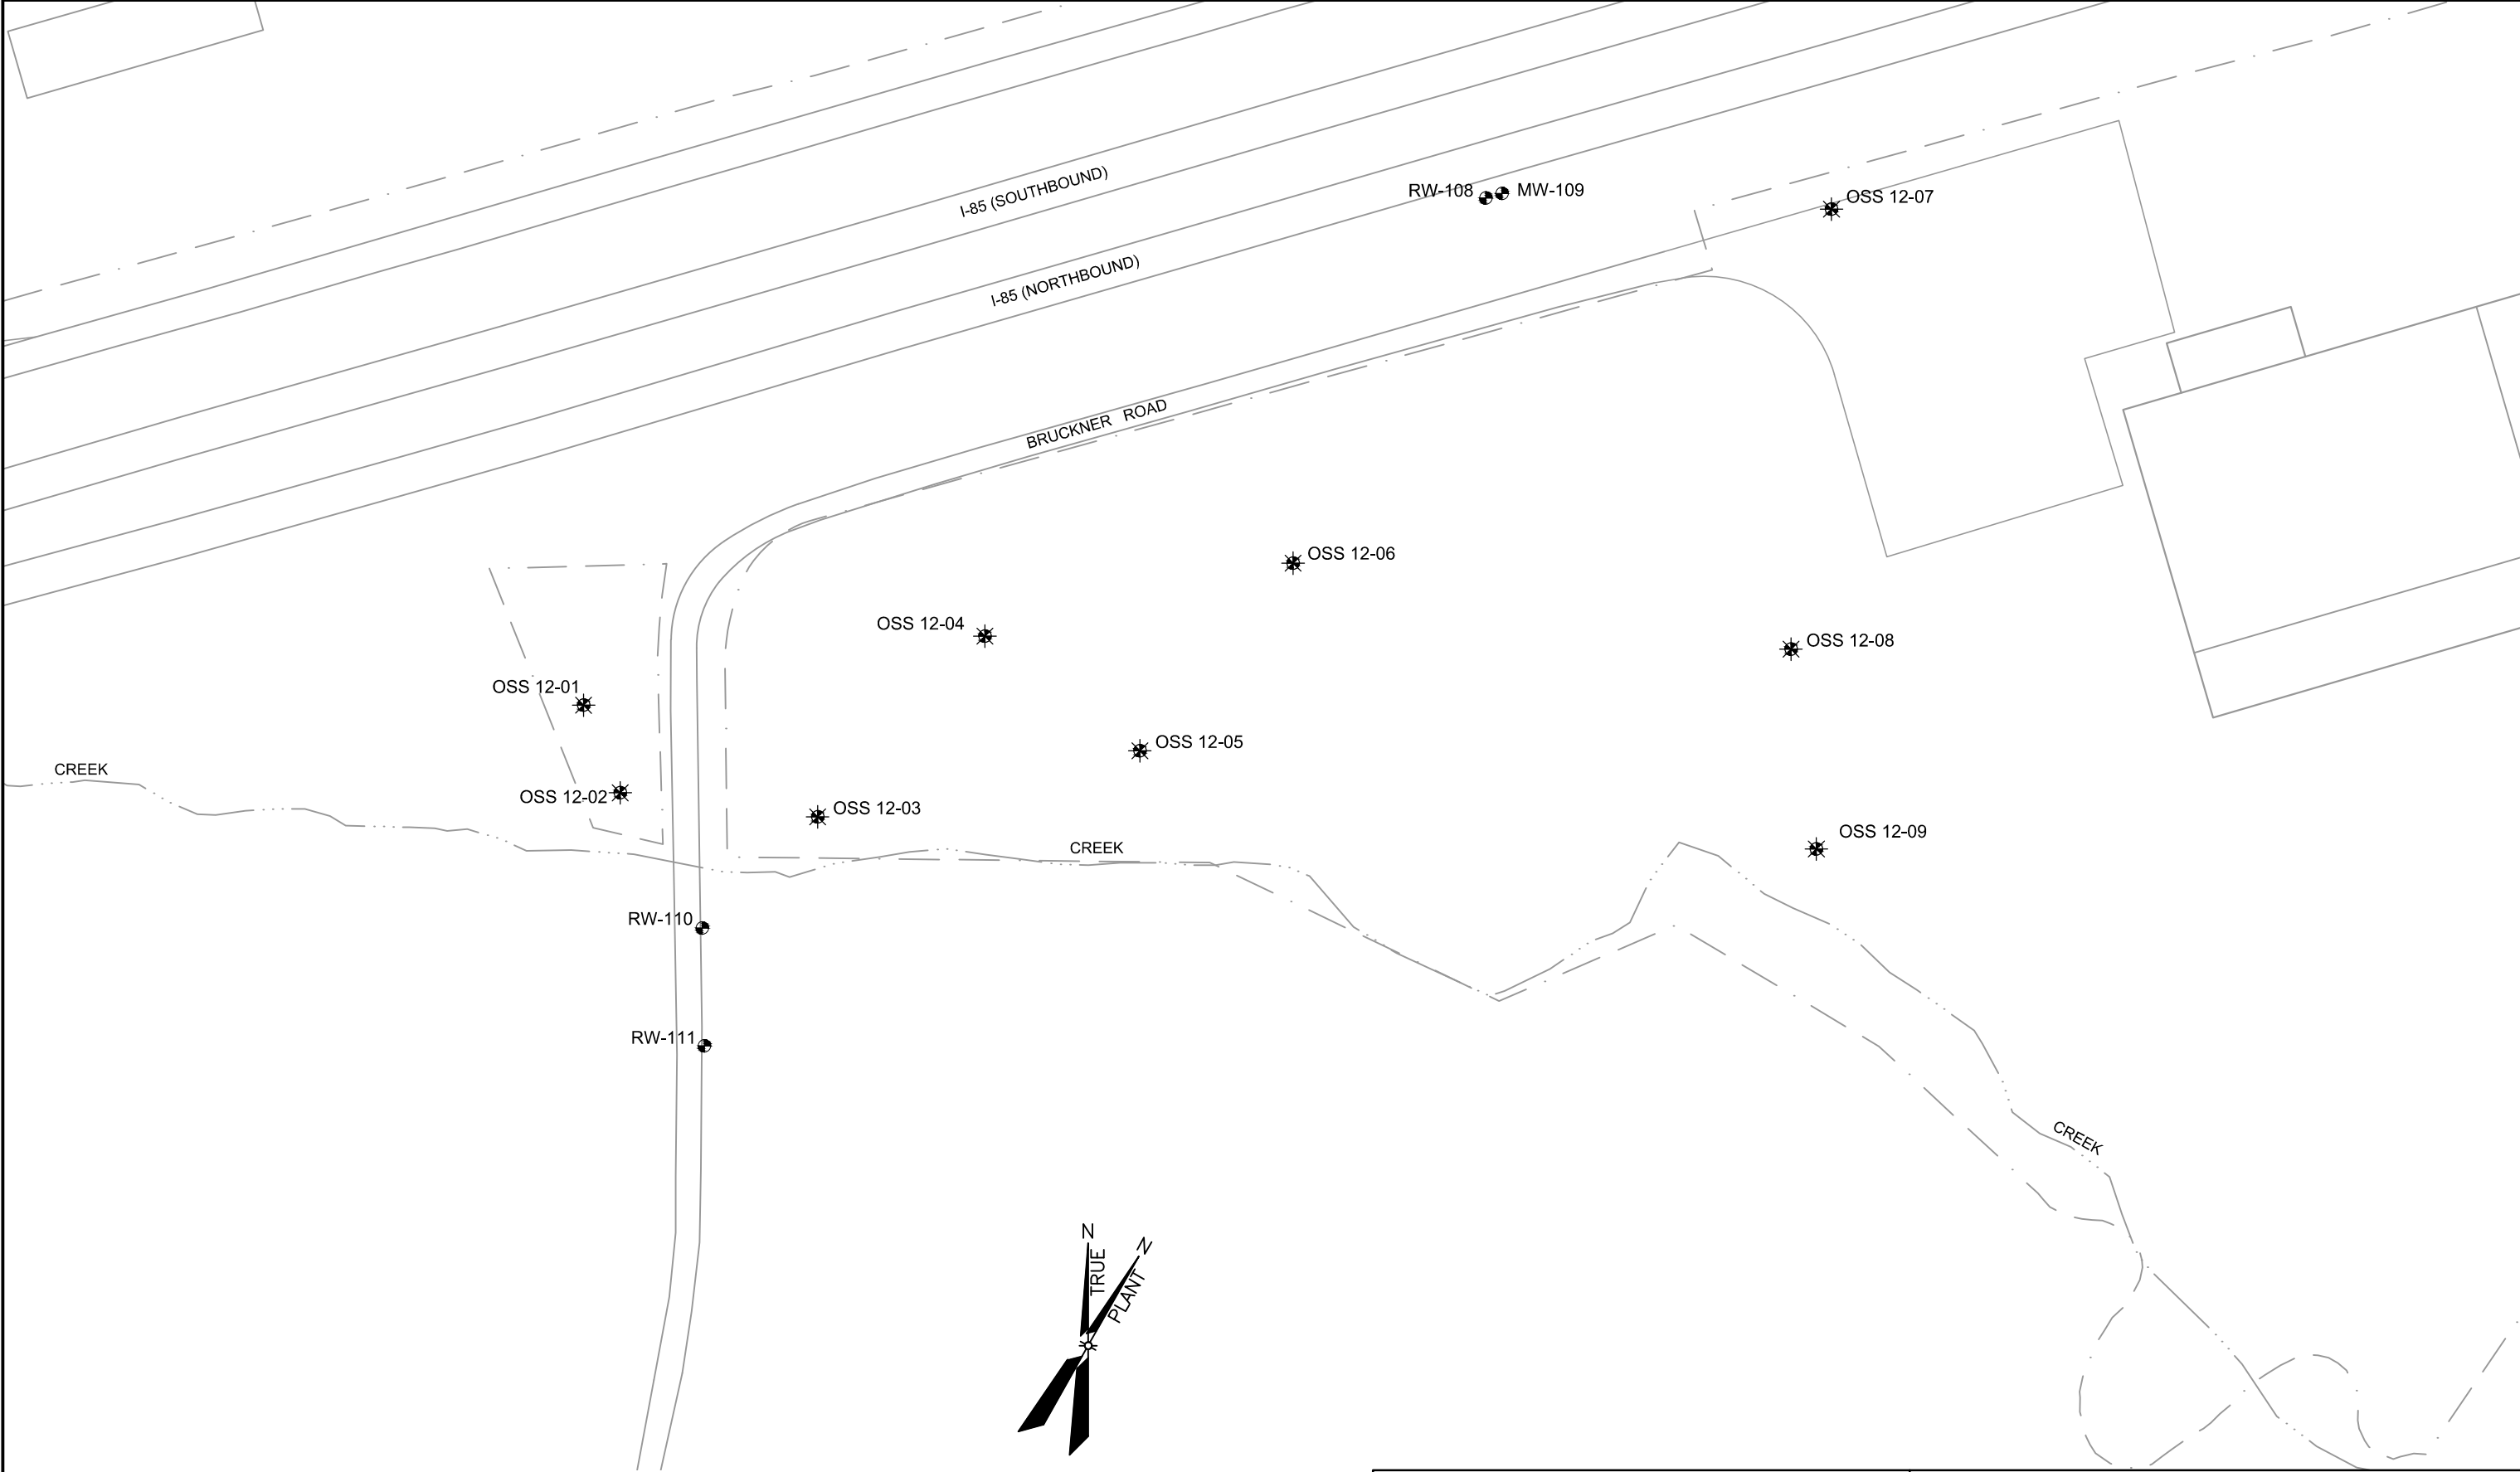 I-85 (SOUTHBOUND)
RW-108
MW-109
OSS 12-07
I-85 (NORTHBOUND)
BRUCKNER ROAD
OSS 12-06
OSS 12-04
OSS 12-08
OSS 12-01
OSS 12-05
CREEK
OSS 12-02
OSS 12-03
OSS 12-09
CREEK
RW-110
RW-111
CREEK
N
TRUE
N
PLANT